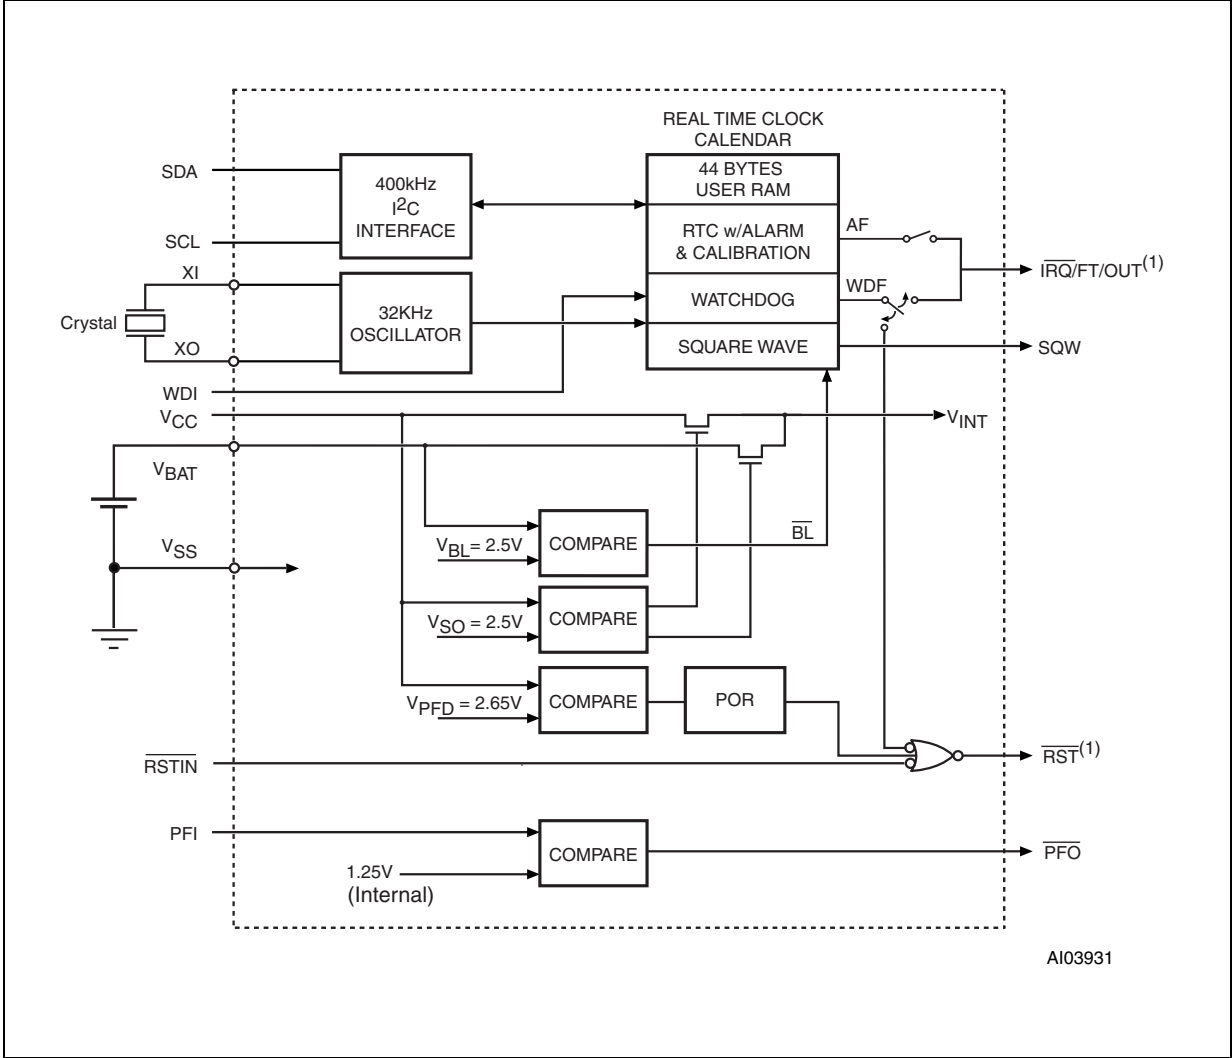 REAL TIME CLOCK
CALENDAR
SDA
400kHz
I2C
INTERFACE
44 BYTES
USER RAM
SCL
RTC w/ALARM
& CALIBRATION
AF
IRQ/FT/OUT(1)
XI
Crystal
32KHz
OSCILLATOR
WATCHDOG
WDF
XO
SQUARE WAVE
SQW
WDI
VCC
VINT
VBAT
VBL= 2.5V
COMPARE
BL
VSS
VSO = 2.5V
COMPARE
VPFD = 2.65V
COMPARE
POR
RSTIN
RST(1)
PFI
COMPARE
PFO
1.25V
(Internal)
AI03931